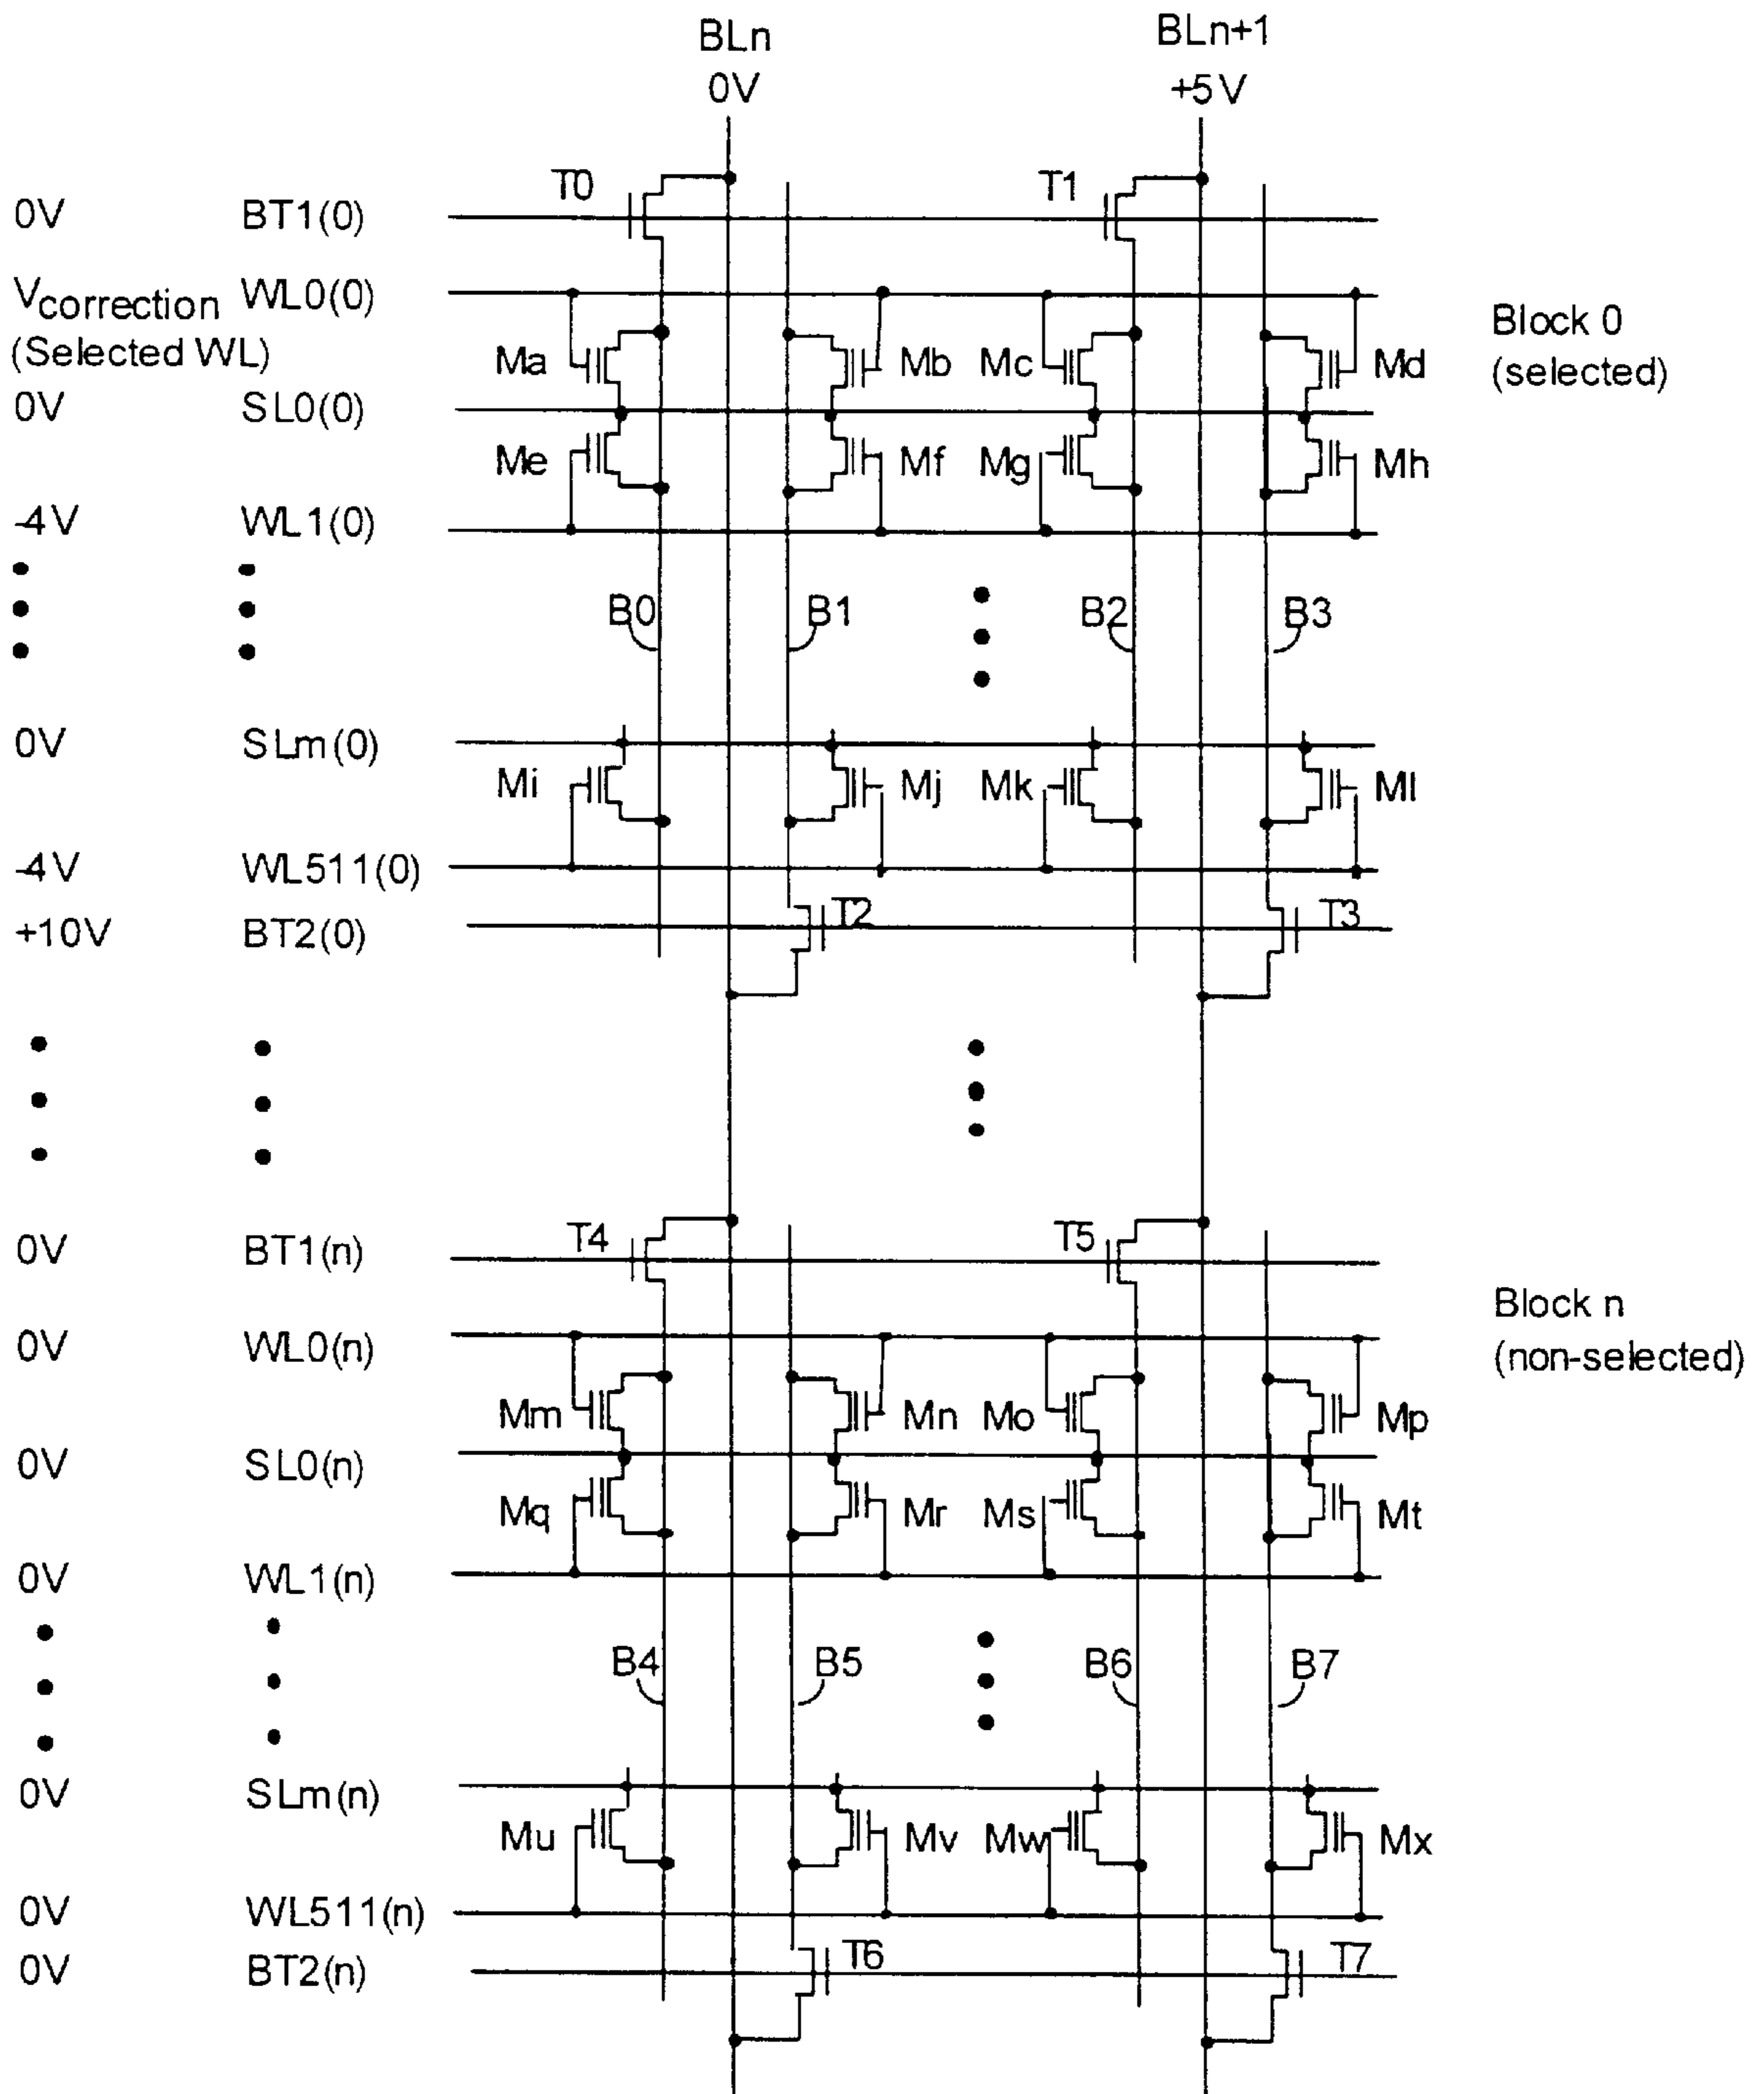 BLn BLn+1
0V +5V
0V BT1(0) T0 T1
Vcorrection WL0(0) Block 0
(Selected WL) Ma Mb Mc Md (selected)
0V SL0(0)
Me Mf Mg Mh
-4V WL1(0)
B0 B1 B2 B3
0V SLm(0)
Mi Mj Mk Ml
-4V WL511(0)
+10V BT2(0) T2 T3
0V BT1(n) T4 T5
Block n
0V WL0(n) (non-selected)
Mm Mn Mo Mp
0V SL0(n)
Mq Mr Ms Mt
0V WL1(n)
B4 B5 B6 B7
0V SLm(n)
Mu Mv Mw Mx
0V WL511(n)
0V BT2(n) T6 T7